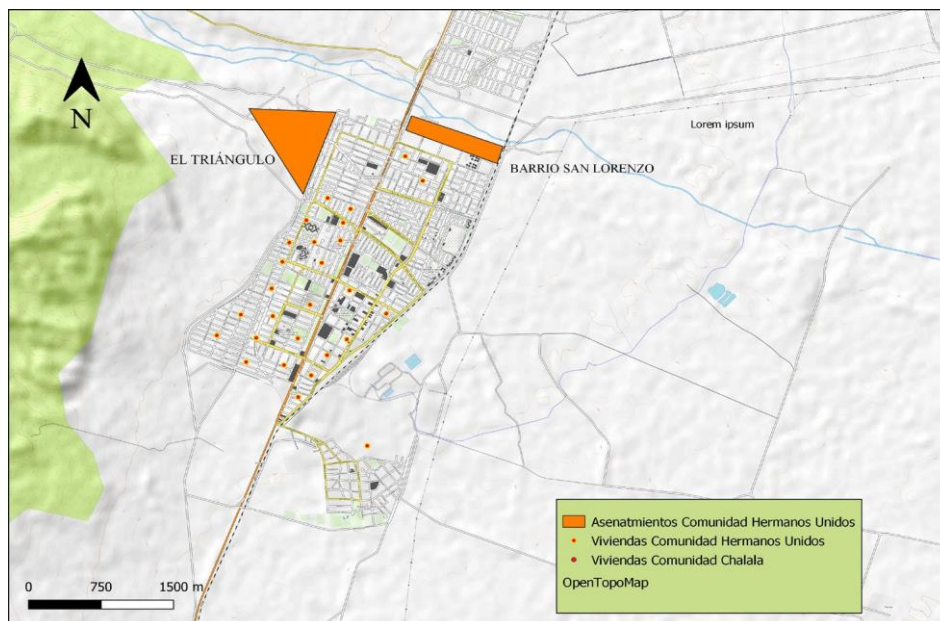 N
EL TRIÁNGULO
BARRIO SAN LORENZO
Lorem ipsum
Asenatmientos Comunidad Hermanos Unidos
Viviendas Comunidad Hermanos Unidos
Viviendas Comunidad Chalala
OpenTopoMap
0 750 1500 m